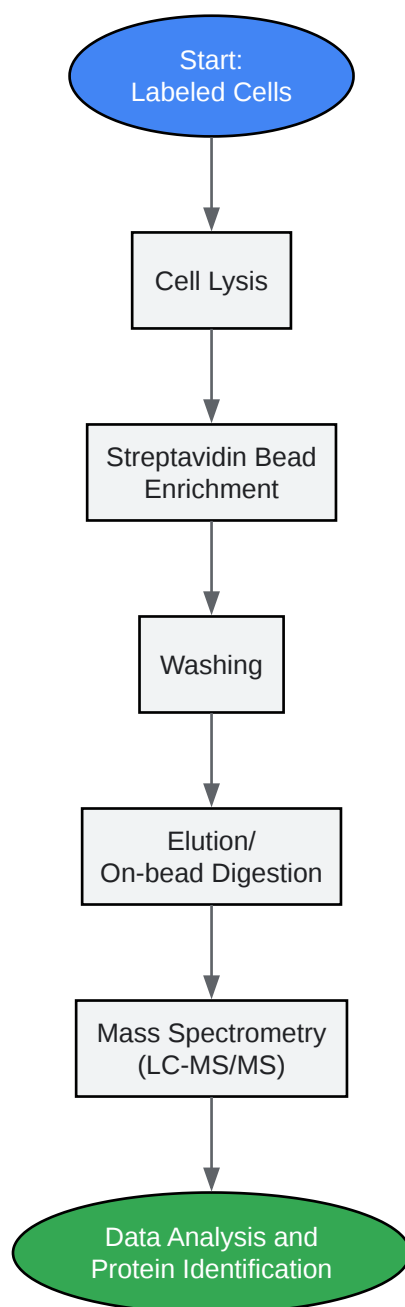 Start:
Labeled Cells
Cell Lysis
Streptavidin Bead
Enrichment
Washing
Elution/
On-bead Digestion
Mass Spectrometry
(LC-MS/MS)
Data Analysis and
Protein Identification